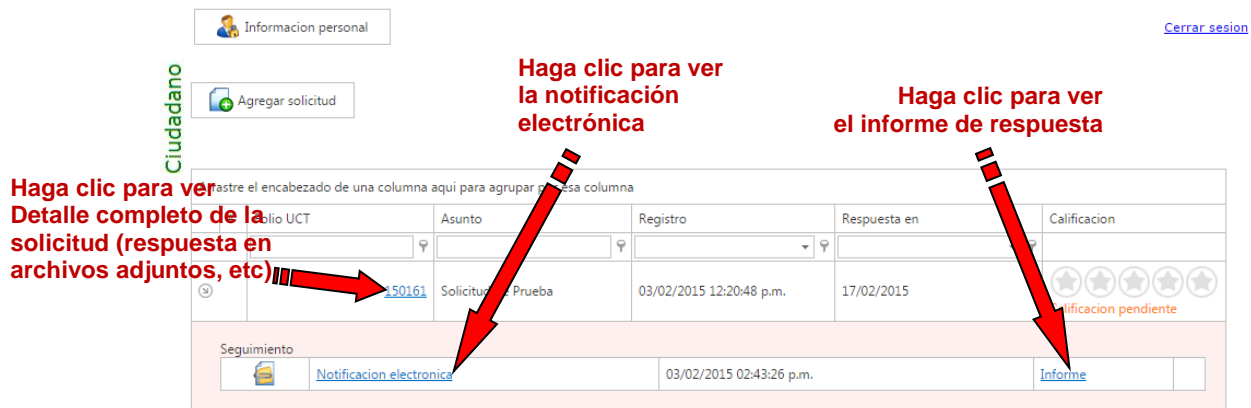 Informacion personal
Cerrar sesion
Ciudadano
Agregar solicitud
Haga clic para ver
la notificación
electrónica
Haga clic para ver
el informe de respuesta
Haga clic para ver
Detalle completo de la
solicitud (respuesta en
archivos adjuntos, etc)
el encabezado de una columna aqui para agrupar por esa columna
Folio UCT Asunto Registro Respuesta en Calificacion
150161 Solicitud de Prueba 03/02/2015 12:20:48 p.m. 17/02/2015
Calificacion pendiente
Seguimiento
Notificacion electronica 03/02/2015 02:43:26 p.m. Informe